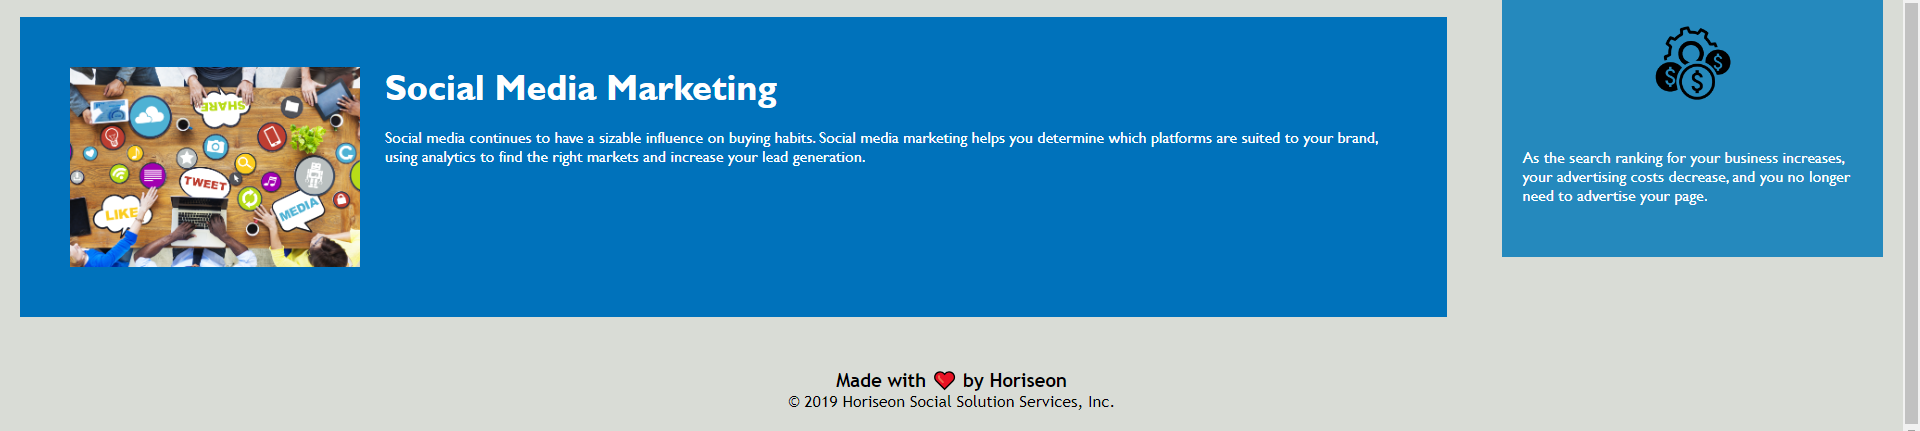 SHARE
TWEET
LIKE
MEDIA
Social Media Marketing
Social media continues to have a sizable influence on buying habits. Social media marketing helps you determine which platforms are suited to your brand,
using analytics to find the right markets and increase your lead generation.
$ $ $
As the search ranking for your business increases,
your advertising costs decrease, and you no longer
need to advertise your page.
Made with ❤ by Horiseon
© 2019 Horiseon Social Solution Services, Inc.